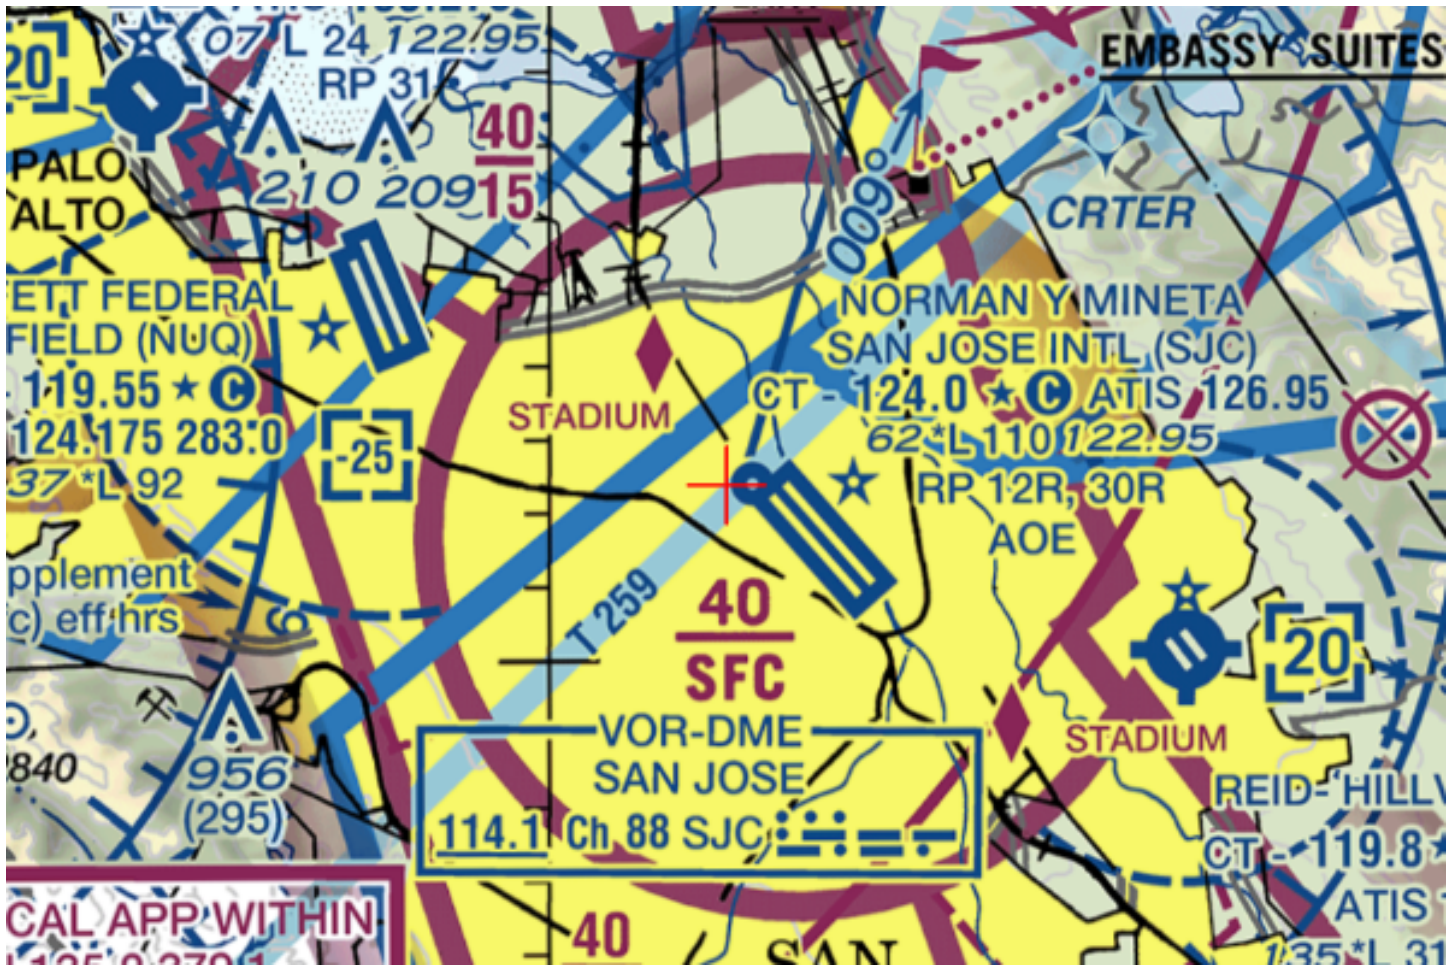 20
07 L 24 122.95
RP 31
EMBASSY SUITES
40
15
PALO
ALTO
210
209
009°
CRTER
ETT FEDERAL
FIELD (NUQ)
- 119.55 ★ C
124.175 283.0
37 *L 92
-25
STADIUM
NORMAN Y MINETA
SAN JOSE INTL (SJC)
CT - 124.0 ★ C ATIS 126.95
62 *L 110 122.95
RP 12R, 30R
AOE
pplement
c) eff hrs
T 259
40
SFC
20
STADIUM
840
956
(295)
VOR-DME
SAN JOSE
114.1 Ch 88 SJC
REID-HILLV
CT - 119.8 ★
ATIS
135 *L 31
CAL APP WITHIN
40
SAN